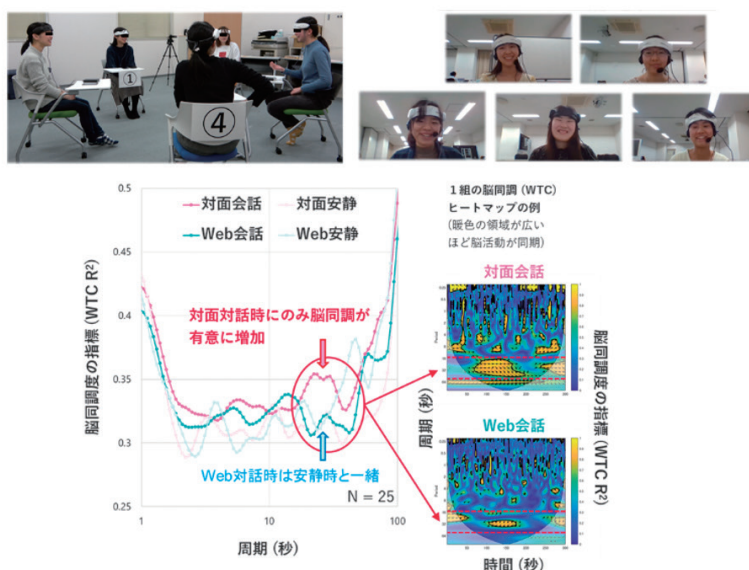 ①
④
0.5
0.45
0.4
0.35
0.3
0.25
1
10
100
脳同調度の指標 (WTC R²)
周期 (秒)
対面会話
対面安静
Web会話
Web安静
対面対話時にのみ脳同調が
有意に増加
Web対話時は安静時と一緒
N = 25
1組の脳同調 (WTC)
ヒートマップの例
(暖色の領域が広い
ほど脳活動が同期)
対面会話
Web会話
周期 (秒)
脳同調度の指標 (WTC R²)
時間 (秒)